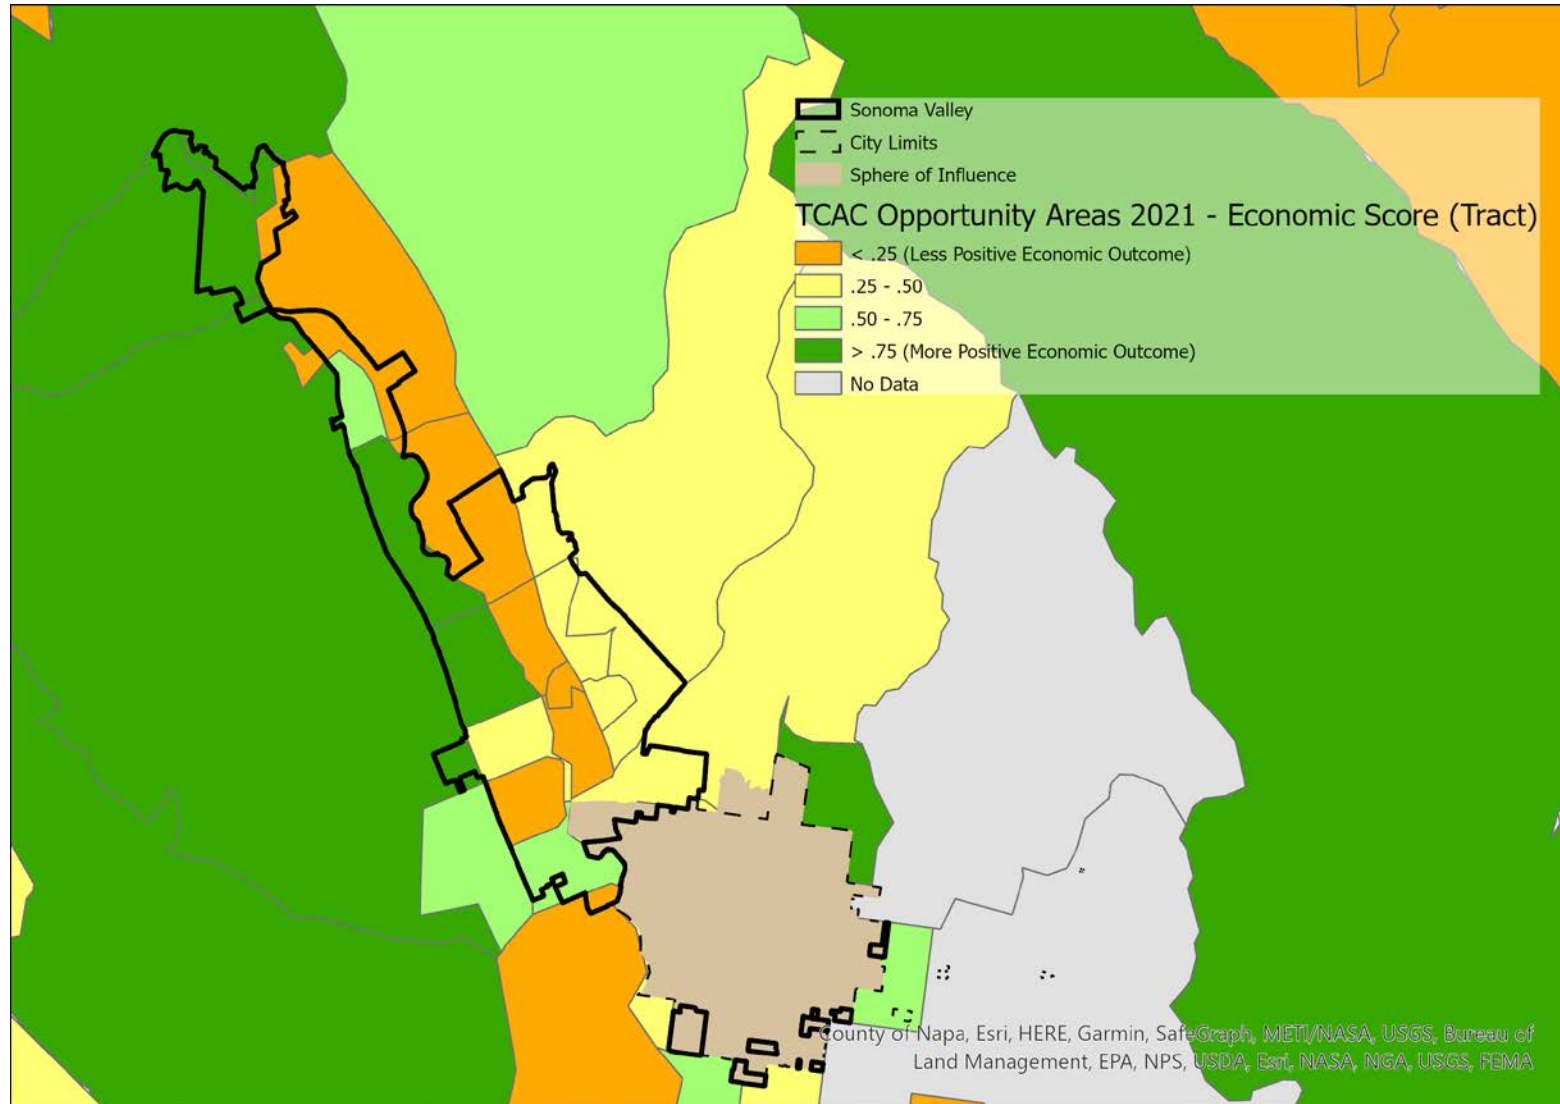 Sonoma Valley
City Limits
Sphere of Influence
TCAC Opportunity Areas 2021 - Economic Score (Tract)
< .25 (Less Positive Economic Outcome)
.25 - .50
.50 - .75
> .75 (More Positive Economic Outcome)
No Data
County of Napa, Esri, HERE, Garmin, SafeGraph, METI/NASA, USGS, Bureau of
Land Management, EPA, NPS, USDA, Esri, NASA, NGA, USGS, FEMA